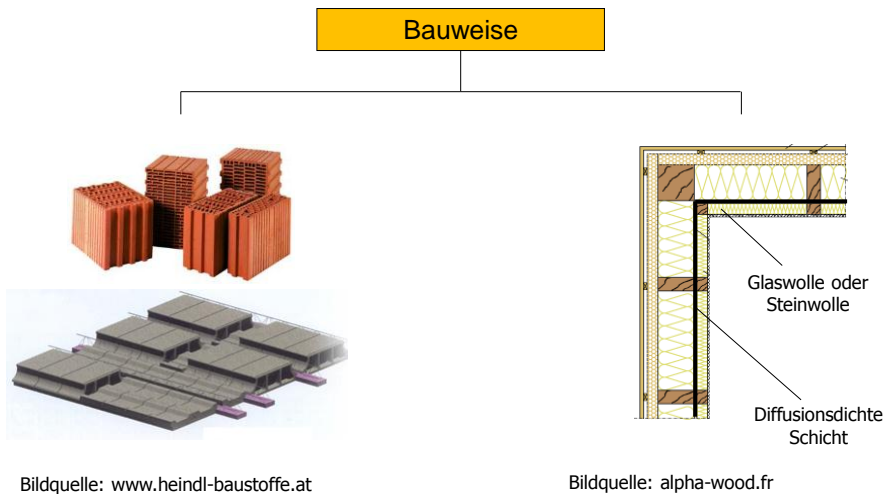 Bauweise
Glaswolle oder
Steinwolle
Diffusionsdichte
Schicht
Bildquelle: www.heindl-baustoffe.at
Bildquelle: alpha-wood.fr